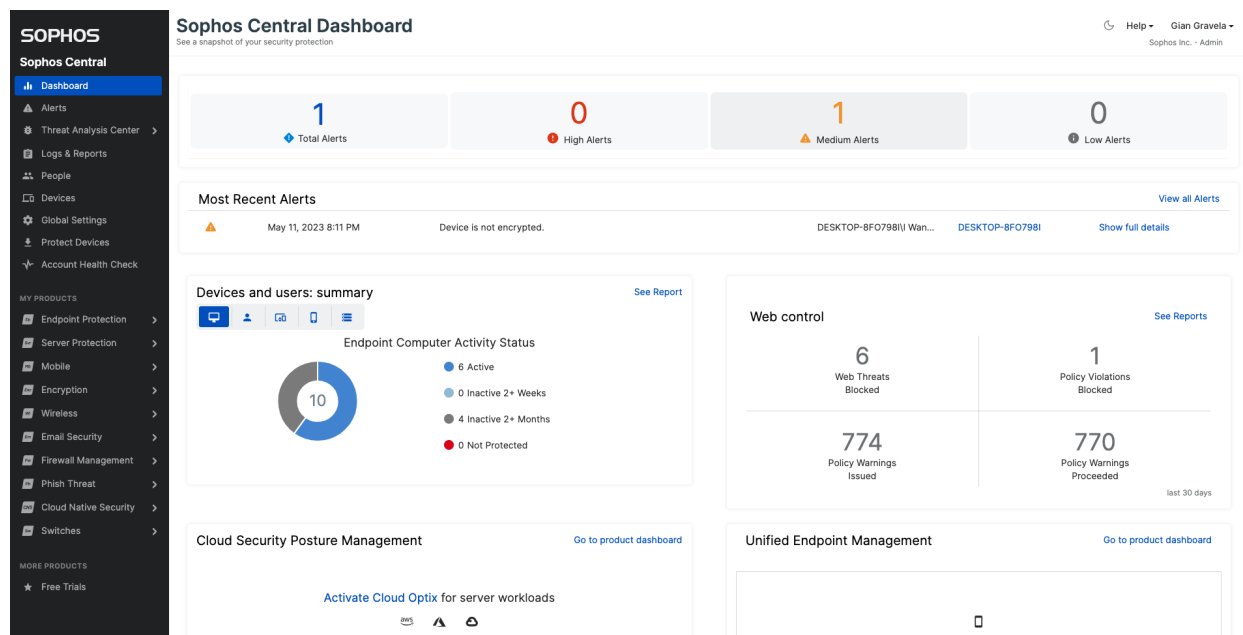 SOPHOS
Sophos Central
Dashboard
Alerts
Threat Analysis Center
Logs & Reports
People
Devices
Global Settings
Protect Devices
Account Health Check
MY PRODUCTS
Endpoint Protection
Server Protection
Mobile
Encryption
Wireless
Email Security
Firewall Management
Phish Threat
Cloud Native Security
Switches
MORE PRODUCTS
Free Trials
Sophos Central Dashboard
See a snapshot of your security protection
Help
Gian Gravela
Sophos Inc. - Admin
1
Total Alerts
0
High Alerts
1
Medium Alerts
0
Low Alerts
Most Recent Alerts
View all Alerts
May 11, 2023 8:11 PM Device is not encrypted. DESKTOP-8FO798I\I Wan... DESKTOP-8FO798I Show full details
Devices and users: summary
See Report
Endpoint Computer Activity Status
10
6 Active
0 Inactive 2+ Weeks
4 Inactive 2+ Months
0 Not Protected
Web control
See Reports
6
Web Threats
Blocked
1
Policy Violations
Blocked
774
Policy Warnings
Issued
770
Policy Warnings
Proceeded
last 30 days
Cloud Security Posture Management
Go to product dashboard
Activate Cloud Optix for server workloads
aws
Unified Endpoint Management
Go to product dashboard